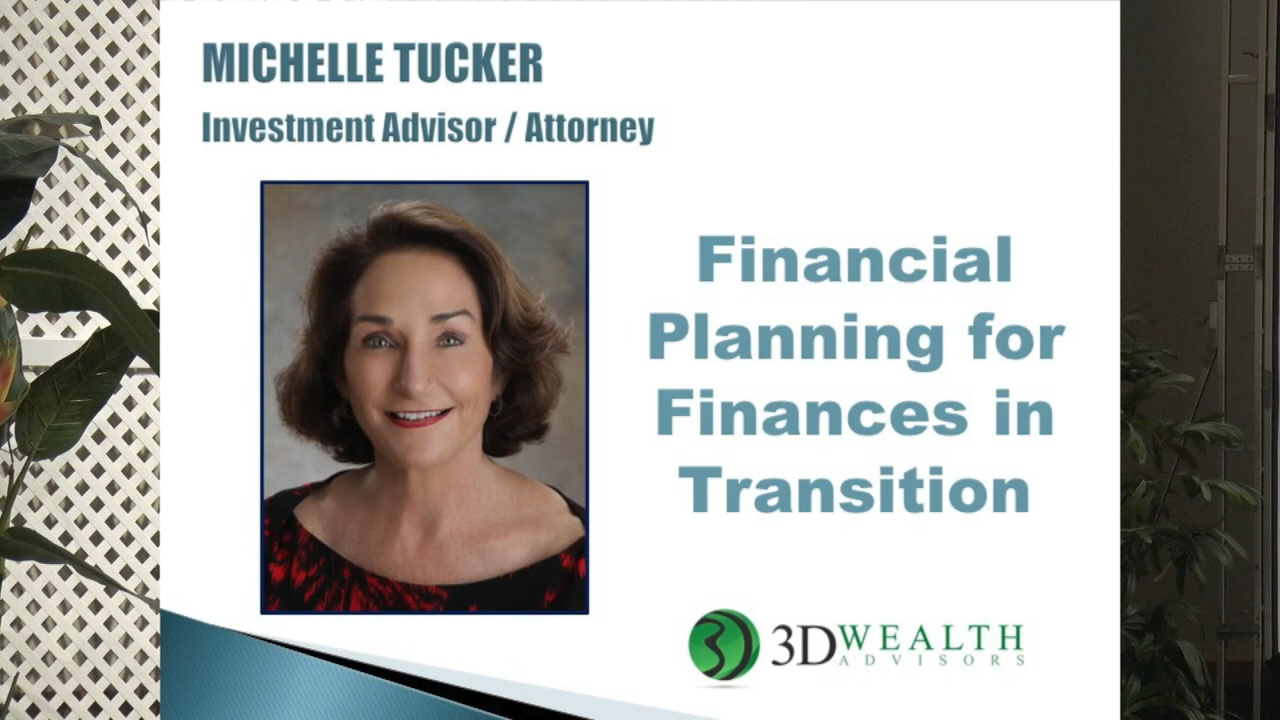 MICHELLE TUCKER
Investment Advisor / Attorney
Financial
Planning for
Finances in
Transition
3D WEALTH
ADVISORS